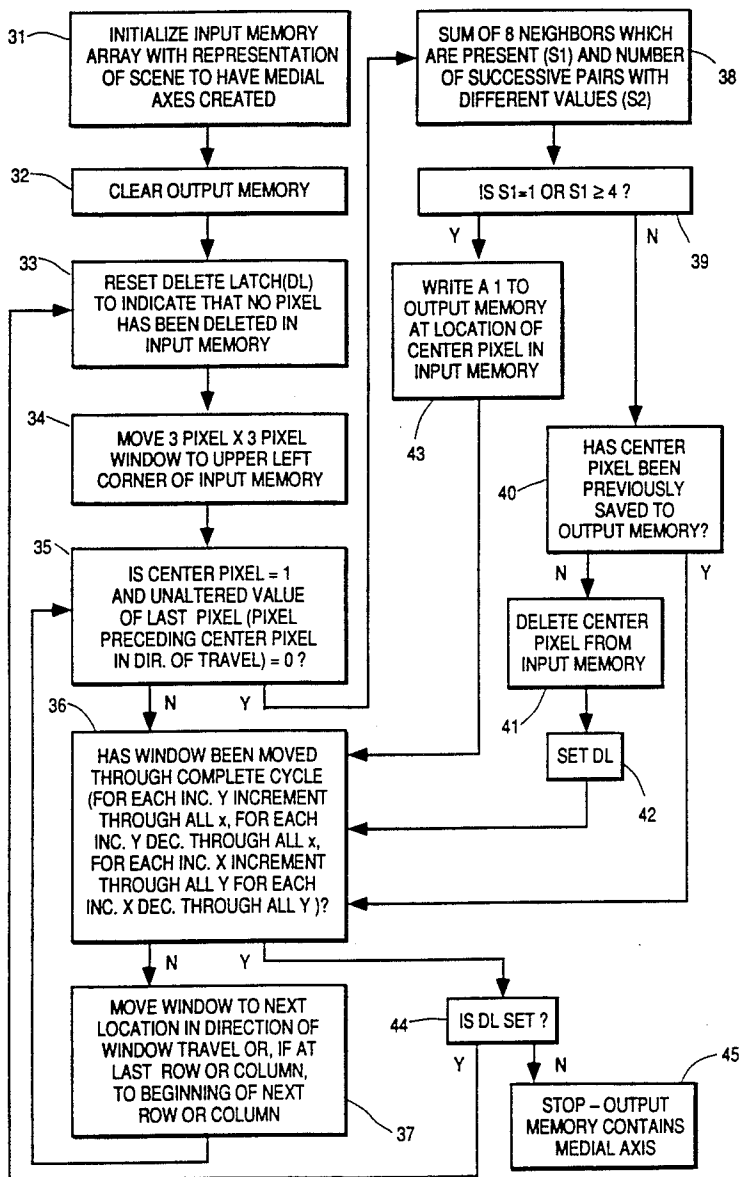 31
INITIALIZE INPUT MEMORY
ARRAY WITH REPRESENTATION
OF SCENE TO HAVE MEDIAL
AXES CREATED
32
CLEAR OUTPUT MEMORY
33
RESET DELETE LATCH(DL)
TO INDICATE THAT NO PIXEL
HAS BEEN DELETED IN
INPUT MEMORY
34
MOVE 3 PIXEL X 3 PIXEL
WINDOW TO UPPER LEFT
CORNER OF INPUT MEMORY
35
IS CENTER PIXEL = 1
AND UNALTERED VALUE
OF LAST PIXEL (PIXEL
PRECEDING CENTER PIXEL
IN DIR. OF TRAVEL) = 0 ?
N
Y
36
HAS WINDOW BEEN MOVED
THROUGH COMPLETE CYCLE
(FOR EACH INC. Y INCREMENT
THROUGH ALL x, FOR EACH
INC. Y DEC. THROUGH ALL x,
FOR EACH INC. X INCREMENT
THROUGH ALL Y FOR EACH
INC. X DEC. THROUGH ALL Y )?
N
Y
MOVE WINDOW TO NEXT
LOCATION IN DIRECTION OF
WINDOW TRAVEL OR, IF AT
LAST ROW OR COLUMN,
TO BEGINNING OF NEXT
ROW OR COLUMN
37
SUM OF 8 NEIGHBORS WHICH
ARE PRESENT (S1) AND NUMBER
OF SUCCESSIVE PAIRS WITH
DIFFERENT VALUES (S2)
38
IS S1=1 OR S1 ≥ 4 ?
39
Y
N
WRITE A 1 TO
OUTPUT MEMORY
AT LOCATION OF
CENTER PIXEL IN
INPUT MEMORY
43
40
HAS CENTER
PIXEL BEEN
PREVIOUSLY
SAVED TO
OUTPUT MEMORY?
N
Y
DELETE CENTER
PIXEL FROM
INPUT MEMORY
41
SET DL
42
44
IS DL SET ?
Y
N
45
STOP – OUTPUT
MEMORY CONTAINS
MEDIAL AXIS